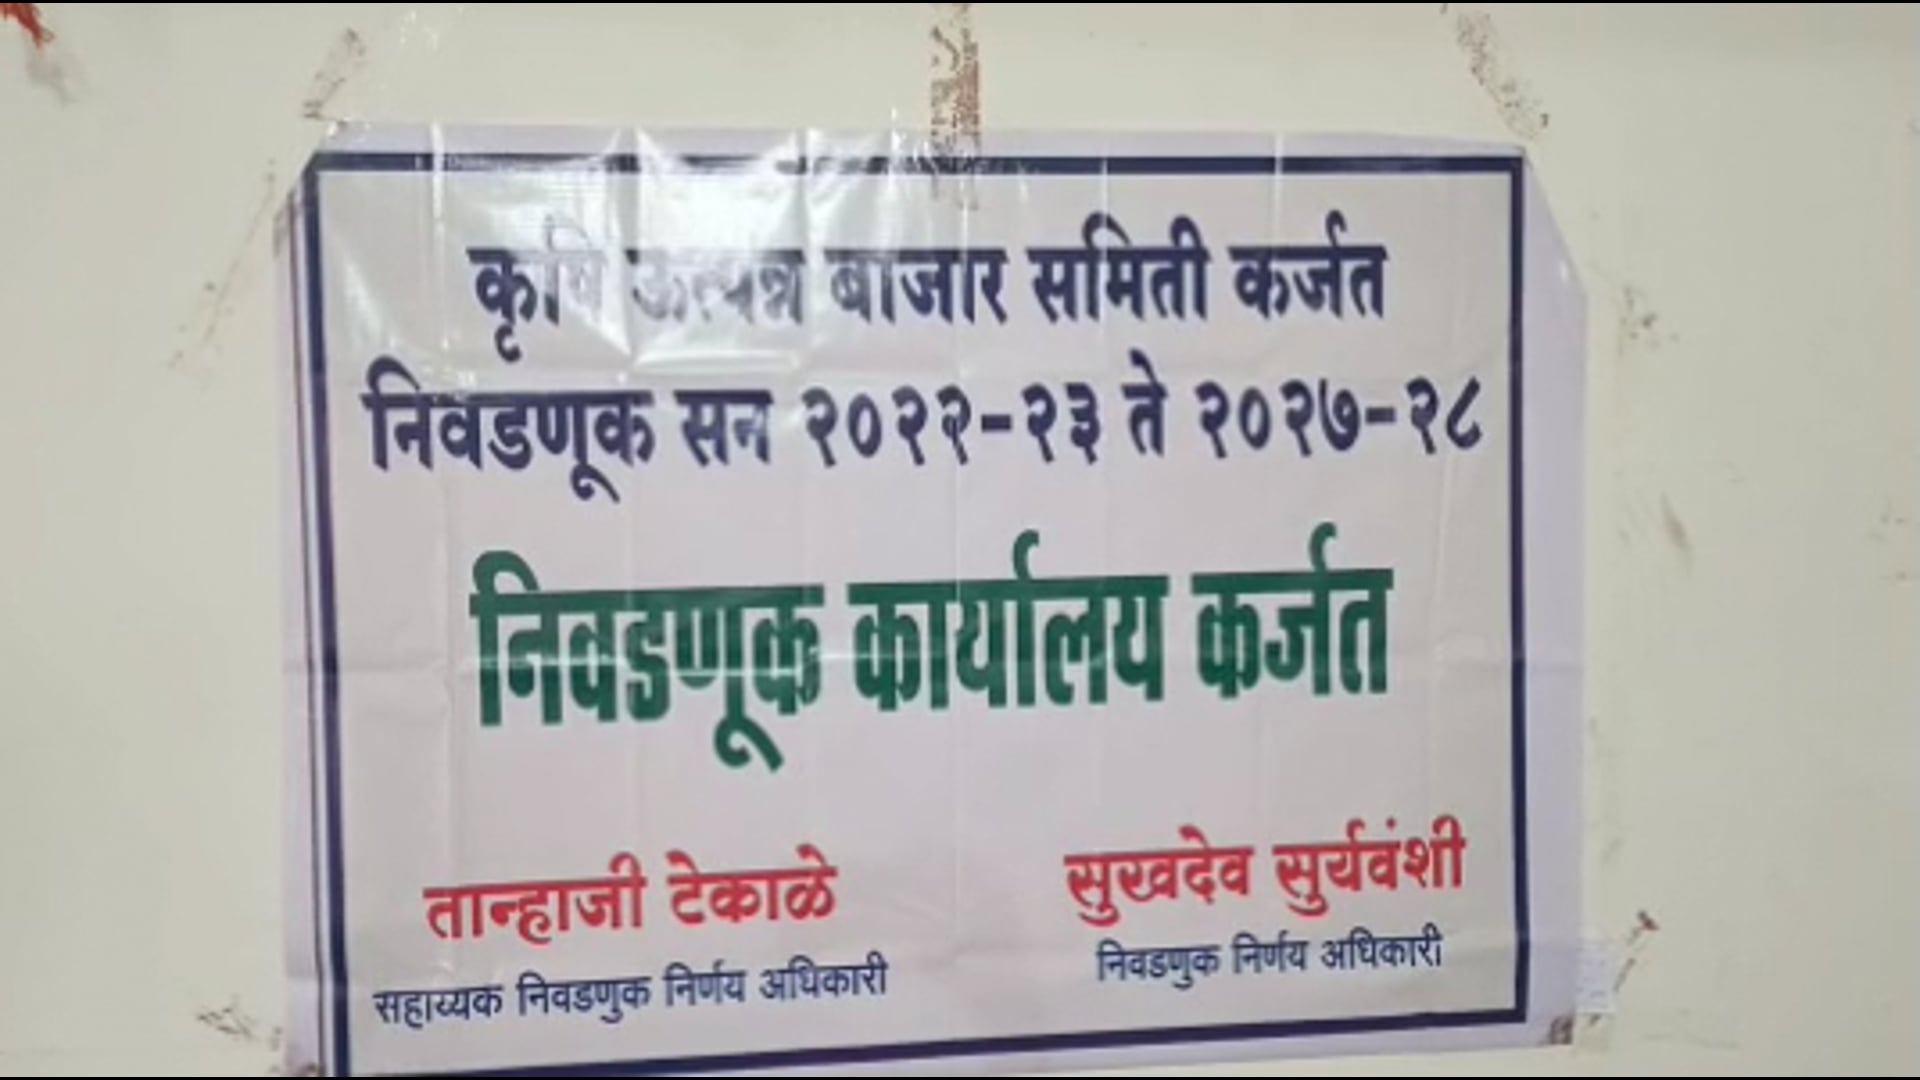 कृषि ऊत्पन्न बाजार समिती कर्जत
निवडणूक सन २०२२-२३ ते २०२७-२८
निवडणूक कार्यालय कर्जत
तान्हाजी टेकाळे
सहाय्यक निवडणुक निर्णय अधिकारी
सुखदेव सुर्यवंशी
निवडणुक निर्णय अधिकारी